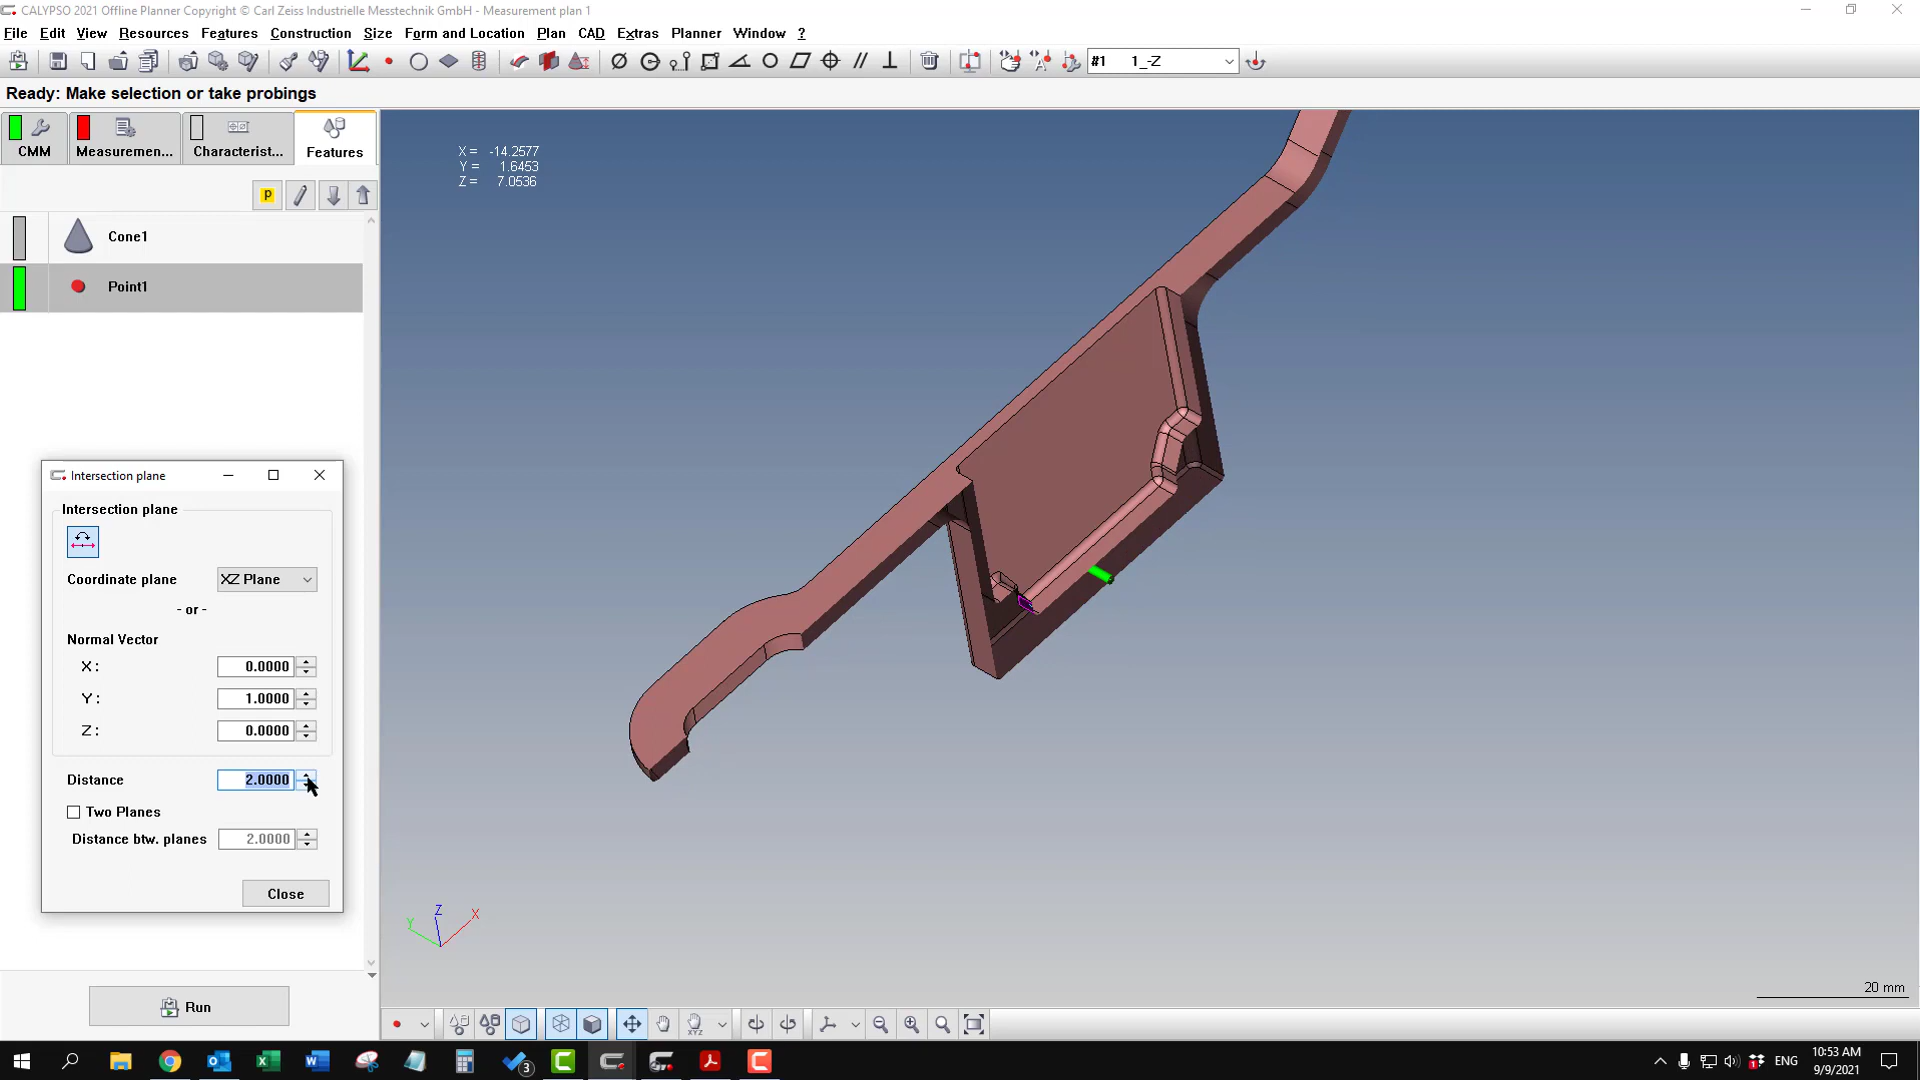 CALYPSO 2021 Offline Planner Copyright © Carl Zeiss Industrielle Messtechnik GmbH - Measurement plan 1
File Edit View Resources Features Construction Size Form and Location Plan CAD Extras Planner Window ?
#1 1_-Z
Ready: Make selection or take probings
CMM Measuremen... Characterist... Features
p
Cone1
Point1
X = -14.2577
Y = 1.6453
Z = 7.0536
Intersection plane
Intersection plane
Coordinate plane XZ Plane
- or -
Normal Vector
X: 0.0000
Y: 1.0000
Z: 0.0000
Distance 2.0000
Two Planes
Distance btw. planes 2.0000
Close
Z
X
Y
Run
20 mm
XYZ
3
ENG
10:53 AM
9/9/2021